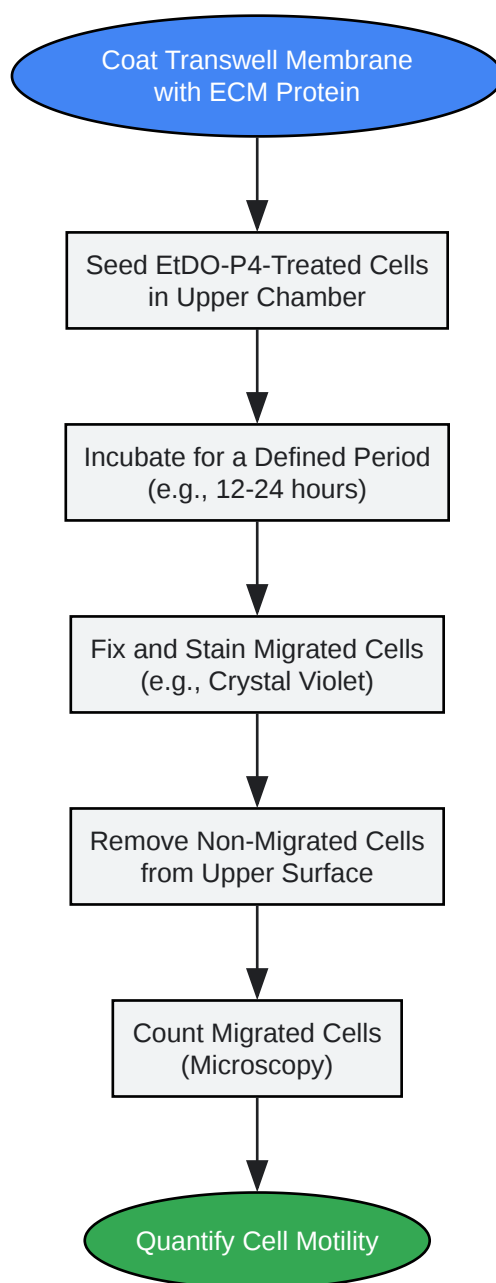 Coat Transwell Membrane
with ECM Protein
Seed EtDO-P4-Treated Cells
in Upper Chamber
Incubate for a Defined Period
(e.g., 12-24 hours)
Fix and Stain Migrated Cells
(e.g., Crystal Violet)
Remove Non-Migrated Cells
from Upper Surface
Count Migrated Cells
(Microscopy)
Quantify Cell Motility